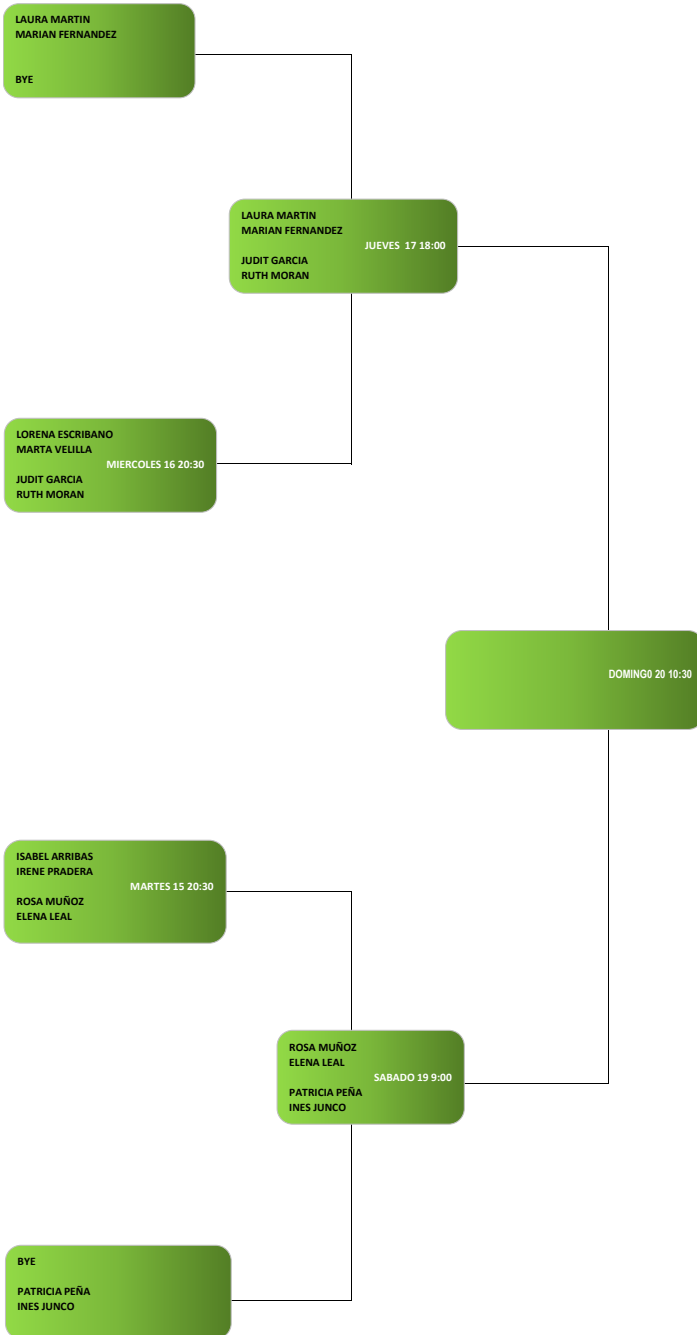 LAURA MARTIN
MARIAN FERNANDEZ
BYE
LAURA MARTIN
MARIAN FERNANDEZ
JUEVES  17 18:00
JUDIT GARCIA
RUTH MORAN
LORENA ESCRIBANO
MARTA VELILLA
MIERCOLES 16 20:30
JUDIT GARCIA
RUTH MORAN
DOMING0 20 10:30
ISABEL ARRIBAS
IRENE PRADERA
MARTES 15 20:30
ROSA MUÑOZ
ELENA LEAL
ROSA MUÑOZ
ELENA LEAL
SABADO 19 9:00
PATRICIA PEÑA
INES JUNCO
BYE
PATRICIA PEÑA
INES JUNCO